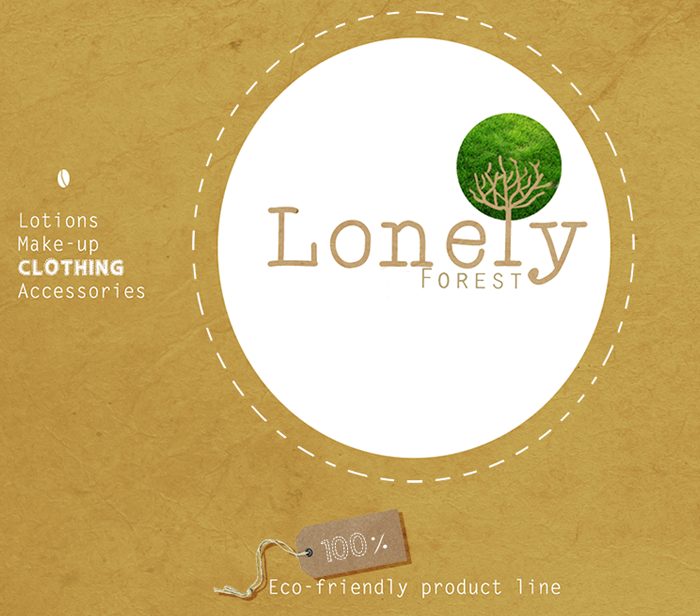 Lotions
Make-up
CLOTHING
Accessories
Lonely
FOREST
100%
Eco-friendly product line